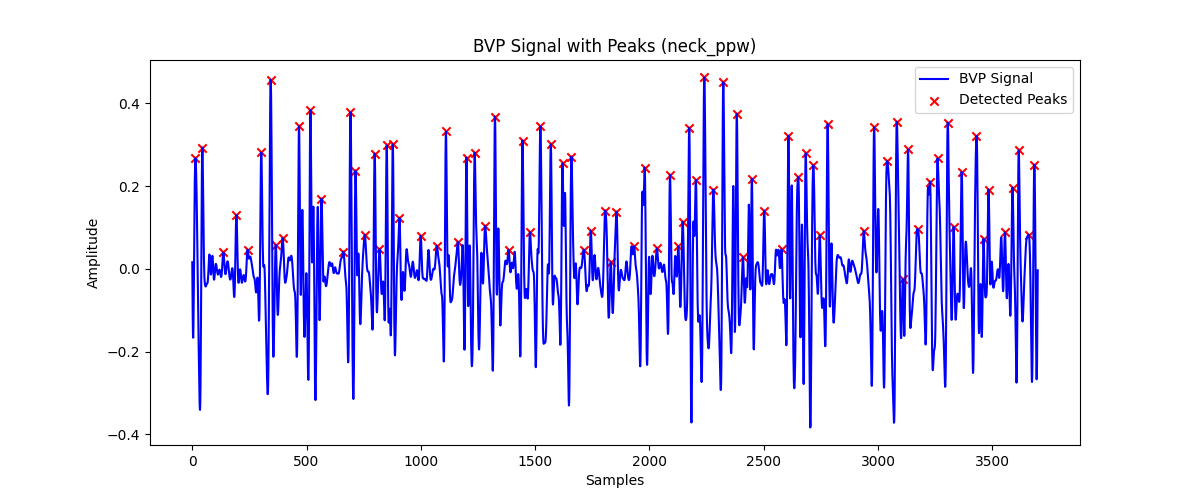 BVP Signal with Peaks (neck_ppw)
BVP Signal
Detected Peaks
Amplitude
0.4
0.2
0.0
−0.2
−0.4
0
500
1000
1500
2000
2500
3000
3500
Samples